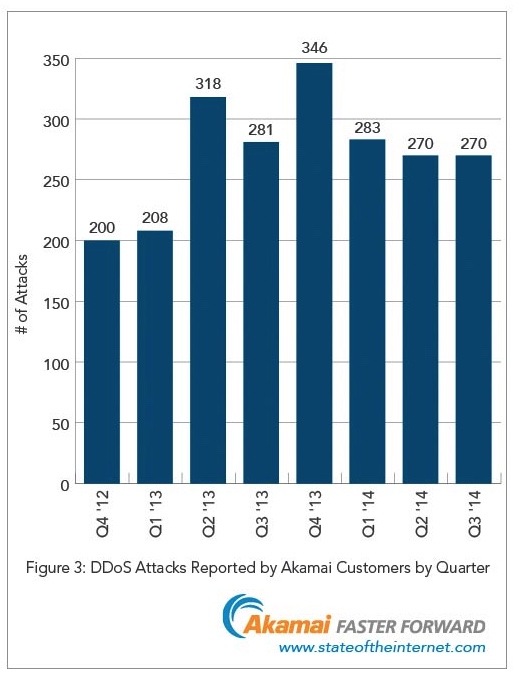 350
300
250
200
150
100
50
0
# of Attacks
200
208
318
281
346
283
270
270
Q4 '12
Q1 '13
Q2 '13
Q3 '13
Q4 '13
Q1 '14
Q2 '14
Q3 '14
Figure 3: DDoS Attacks Reported by Akamai Customers by Quarter
Akamai FASTER FORWARD
www.stateoftheinternet.com